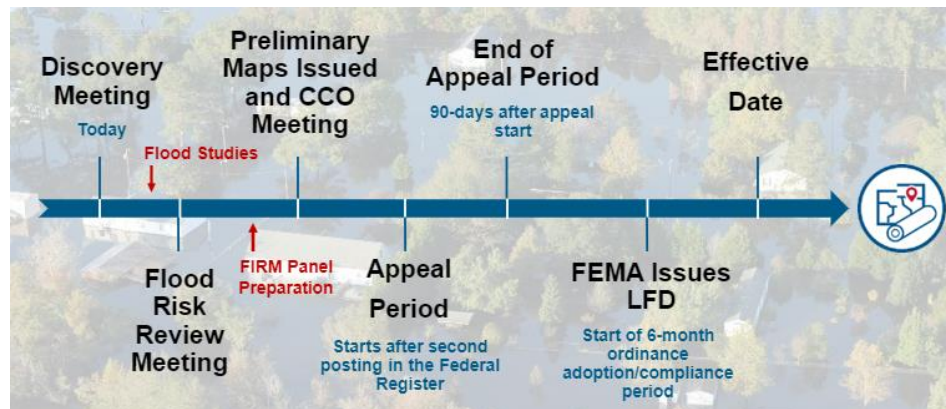 Discovery
Meeting
Today
Flood Studies
Preliminary
Maps Issued
and CCO
Meeting
End of
Appeal Period
90-days after appeal
start
Effective
Date
Flood
Risk
Review
Meeting
FIRM Panel
Preparation
Appeal
Period
Starts after second
posting in the Federal
Register
FEMA Issues
LFD
Start of 6-month
ordinance
adoption/compliance
period